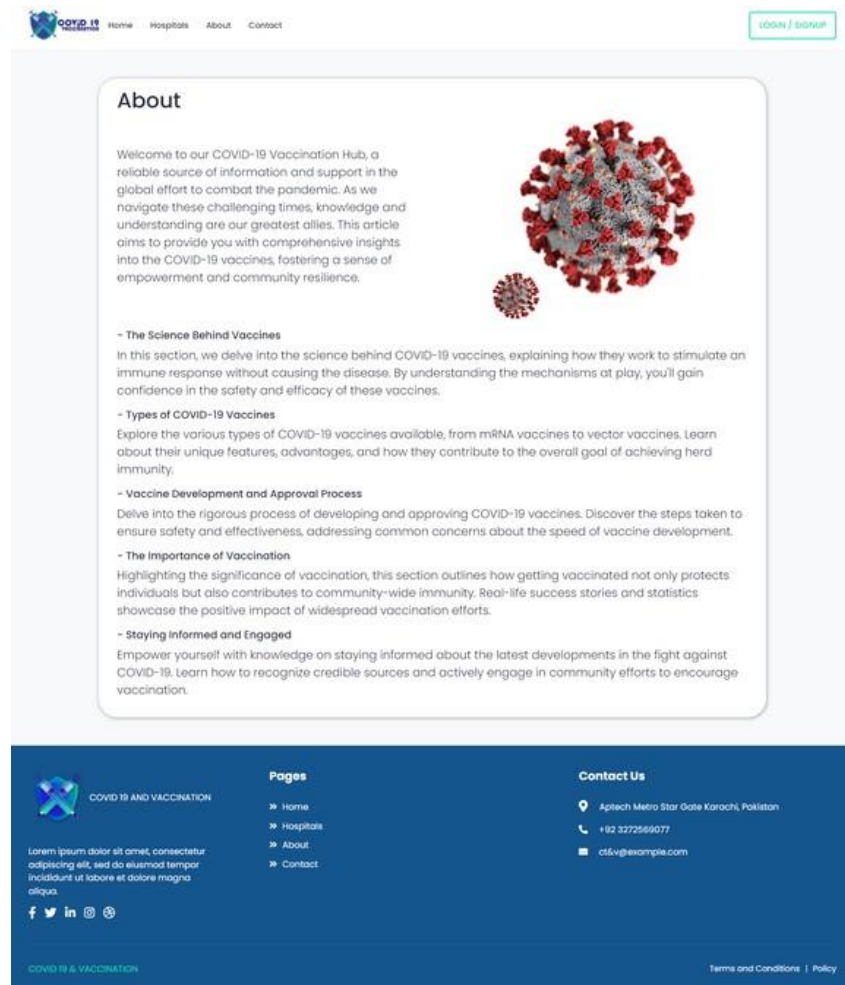 COVID 19
VACCINATION
Home
Hospitals
About
Contact
LOGIN / SIGNUP
About
Welcome to our COVID-19 Vaccination Hub, a
reliable source of information and support in the
global effort to combat the pandemic. As we
navigate these challenging times, knowledge and
understanding are our greatest allies. This article
aims to provide you with comprehensive insights
into the COVID-19 vaccines, fostering a sense of
empowerment and community resilience.
- The Science Behind Vaccines
In this section, we delve into the science behind COVID-19 vaccines, explaining how they work to stimulate an
immune response without causing the disease. By understanding the mechanisms at play, you'll gain
confidence in the safety and efficacy of these vaccines.
- Types of COVID-19 Vaccines
Explore the various types of COVID-19 vaccines available, from mRNA vaccines to vector vaccines. Learn
about their unique features, advantages, and how they contribute to the overall goal of achieving herd
immunity.
- Vaccine Development and Approval Process
Delve into the rigorous process of developing and approving COVID-19 vaccines. Discover the steps taken to
ensure safety and effectiveness, addressing common concerns about the speed of vaccine development.
- The Importance of Vaccination
Highlighting the significance of vaccination, this section outlines how getting vaccinated not only protects
individuals but also contributes to community-wide immunity. Real-life success stories and statistics
showcase the positive impact of widespread vaccination efforts.
- Staying Informed and Engaged
Empower yourself with knowledge on staying informed about the latest developments in the fight against
COVID-19. Learn how to recognize credible sources and actively engage in community efforts to encourage
vaccination.
COVID 19 AND VACCINATION
Lorem ipsum dolor sit amet, consectetur
adipiscing elit, sed do eiusmod tempor
incididunt ut labore et dolore magna
aliqua.
Pages
» Home
» Hospitals
» About
» Contact
Contact Us
Aptech Metro Star Gate Karachi, Pakistan
+92 3272569077
ct&v@example.com
COVID 19 & VACCINATION
Terms and Conditions | Policy